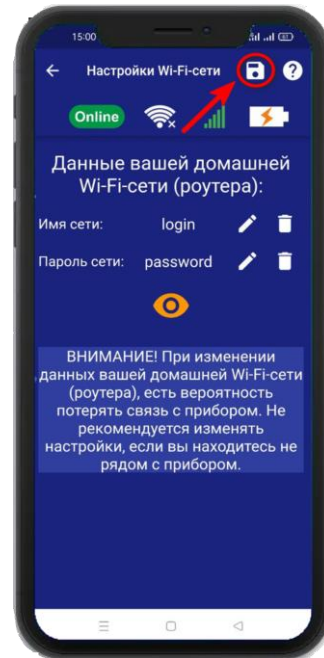 15:00
Настройки Wi-Fi-сети
?
Online
Данные вашей домашней
Wi-Fi-сети (роутера):
Имя сети: login
Пароль сети: password
ВНИМАНИЕ! При изменении
данных вашей домашней Wi-Fi-сети
(роутера), есть вероятность
потерять связь с прибором. Не
рекомендуется изменять
настройки, если вы находитесь не
рядом с прибором.